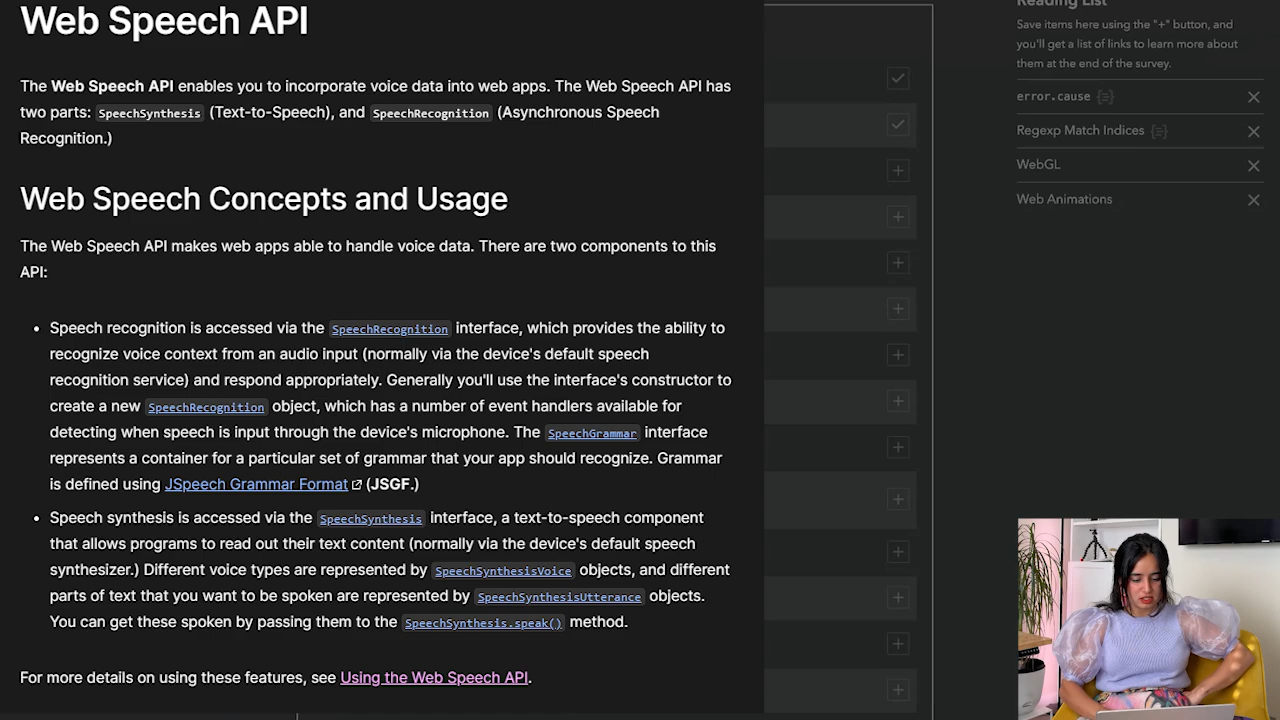 Web Speech API
The Web Speech API enables you to incorporate voice data into web apps. The Web Speech API has
two parts: SpeechSynthesis (Text-to-Speech), and SpeechRecognition (Asynchronous Speech
Recognition.)
Web Speech Concepts and Usage
The Web Speech API makes web apps able to handle voice data. There are two components to this
API:
• Speech recognition is accessed via the SpeechRecognition interface, which provides the ability to
recognize voice context from an audio input (normally via the device's default speech
recognition service) and respond appropriately. Generally you'll use the interface's constructor to
create a new SpeechRecognition object, which has a number of event handlers available for
detecting when speech is input through the device's microphone. The SpeechGrammar interface
represents a container for a particular set of grammar that your app should recognize. Grammar
is defined using JSpeech Grammar Format (JSGF.)
• Speech synthesis is accessed via the SpeechSynthesis interface, a text-to-speech component
that allows programs to read out their text content (normally via the device's default speech
synthesizer.) Different voice types are represented by SpeechSynthesisVoice objects, and different
parts of text that you want to be spoken are represented by SpeechSynthesisUtterance objects.
You can get these spoken by passing them to the SpeechSynthesis.speak() method.
For more details on using these features, see Using the Web Speech API.
Reading List
Save items here using the "+" button, and
you'll get a list of links to learn more about
them at the end of the survey.
error.cause
Regexp Match Indices
WebGL
Web Animations